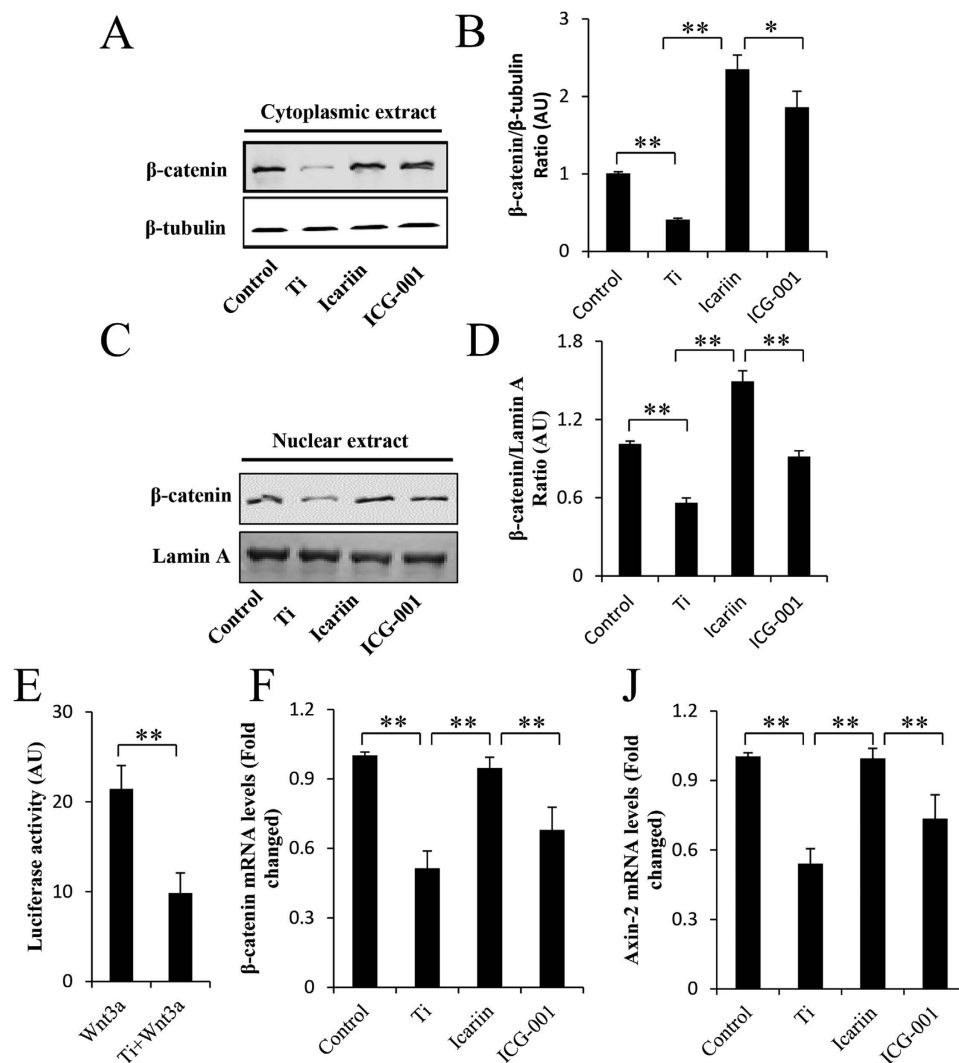 A
Cytoplasmic extract
β-catenin
β-tubulin
Control
Ti
Icariin
ICG-001
B
β-catenin/β-tubulin
Ratio (AU)
3
2
1
0
**
**
*
Control
Ti
Icariin
ICG-001
C
Nuclear extract
β-catenin
Lamin A
Control
Ti
Icariin
ICG-001
D
β-catenin/Lamin A
Ratio (AU)
1.8
1.2
0.6
0
**
**
**
Control
Ti
Icariin
ICG-001
E
Luciferase activity (AU)
30
20
10
0
**
Wnt3a
Ti+Wnt3a
F
β-catenin mRNA levels (Fold
changed)
1.2
0.9
0.6
0.3
0
**
**
**
Control
Ti
Icariin
ICG-001
J
Axin-2 mRNA levels (Fold
changed)
1.2
0.9
0.6
0.3
0
**
**
**
Control
Ti
Icariin
ICG-001